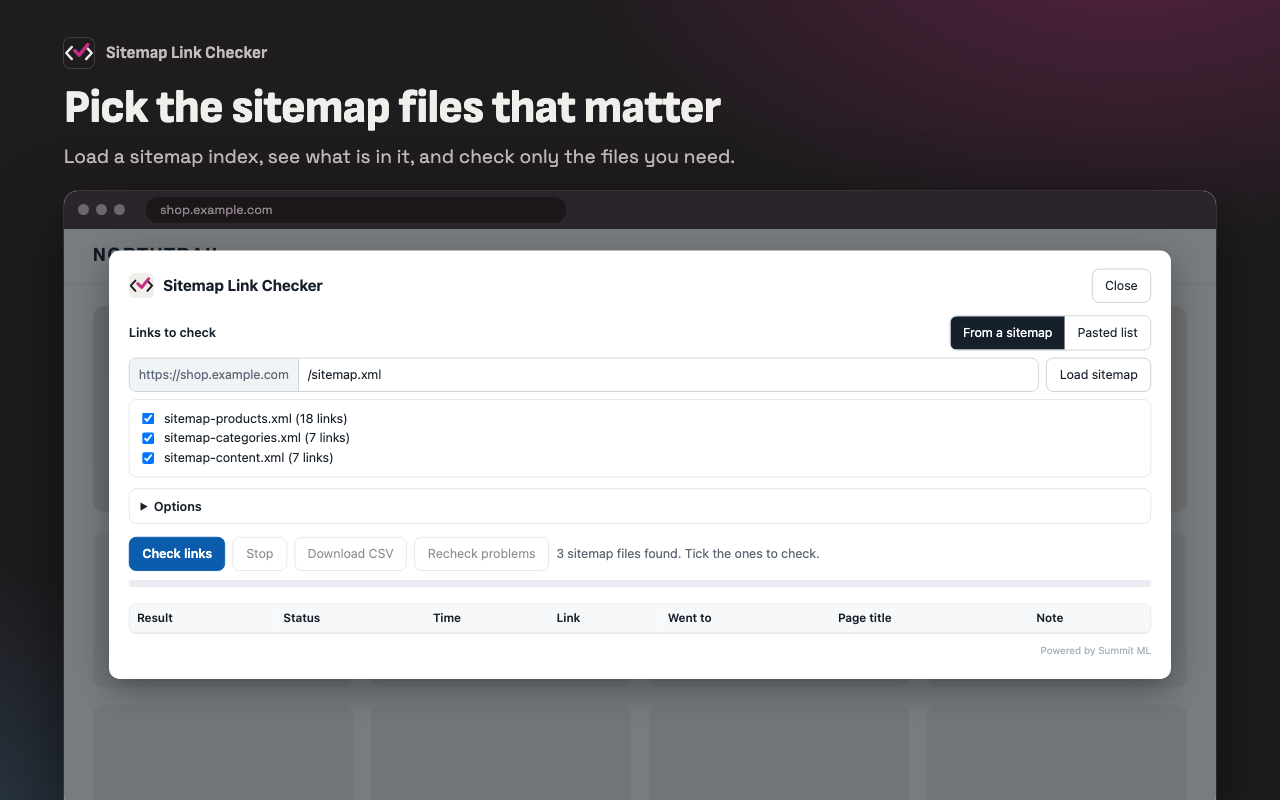 Sitemap Link Checker
Pick the sitemap files that matter
Load a sitemap index, see what is in it, and check only the files you need.
shop.example.com
Sitemap Link Checker
Close
Links to check
From a sitemap
Pasted list
https://shop.example.com
/sitemap.xml
Load sitemap
sitemap-products.xml (18 links)
sitemap-categories.xml (7 links)
sitemap-content.xml (7 links)
Options
Check links
Stop
Download CSV
Recheck problems
3 sitemap files found. Tick the ones to check.
Result
Status
Time
Link
Went to
Page title
Note
Powered by Summit ML